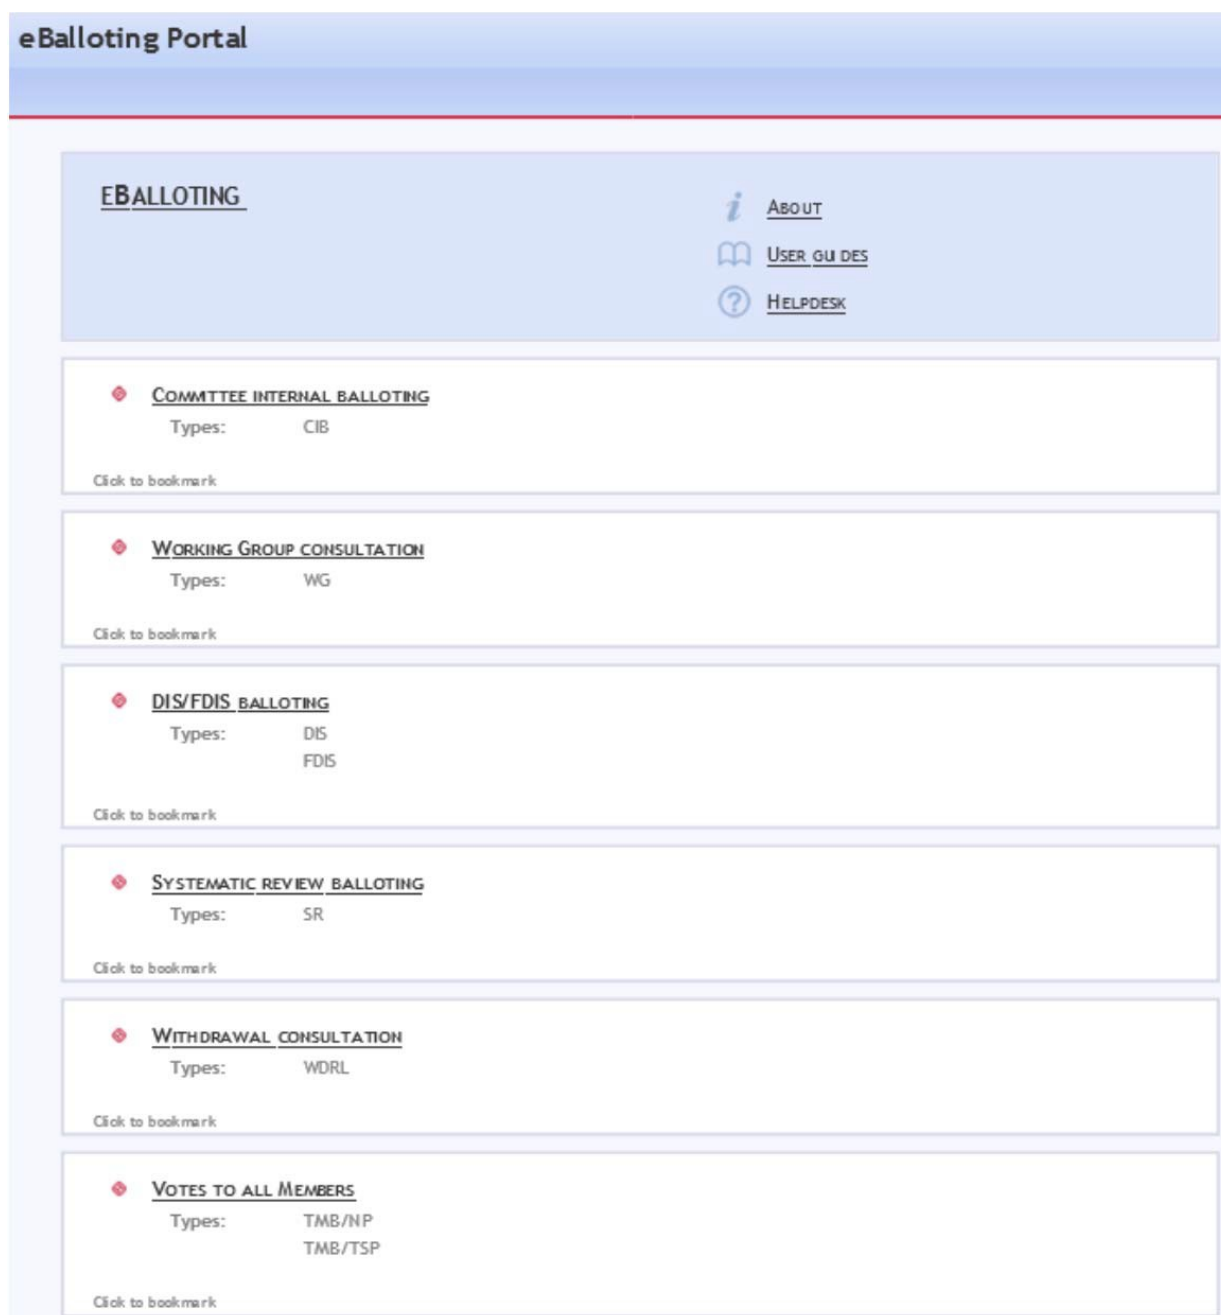 eBalloting Portal
EBALLOTING
i ABOUT
USER GUIDES
? HELPDESK
COMMITTEE INTERNAL BALLOTING
Types: CIB
Click to bookmark
WORKING GROUP CONSULTATION
Types: WG
Click to bookmark
DIS/FDIS BALLOTING
Types: DIS
FDIS
Click to bookmark
SYSTEMATIC REVIEW BALLOTING
Types: SR
Click to bookmark
WITHDRAWAL CONSULTATION
Types: WDRL
Click to bookmark
VOTES TO ALL MEMBERS
Types: TMB/NP
TMB/TSP
Click to bookmark